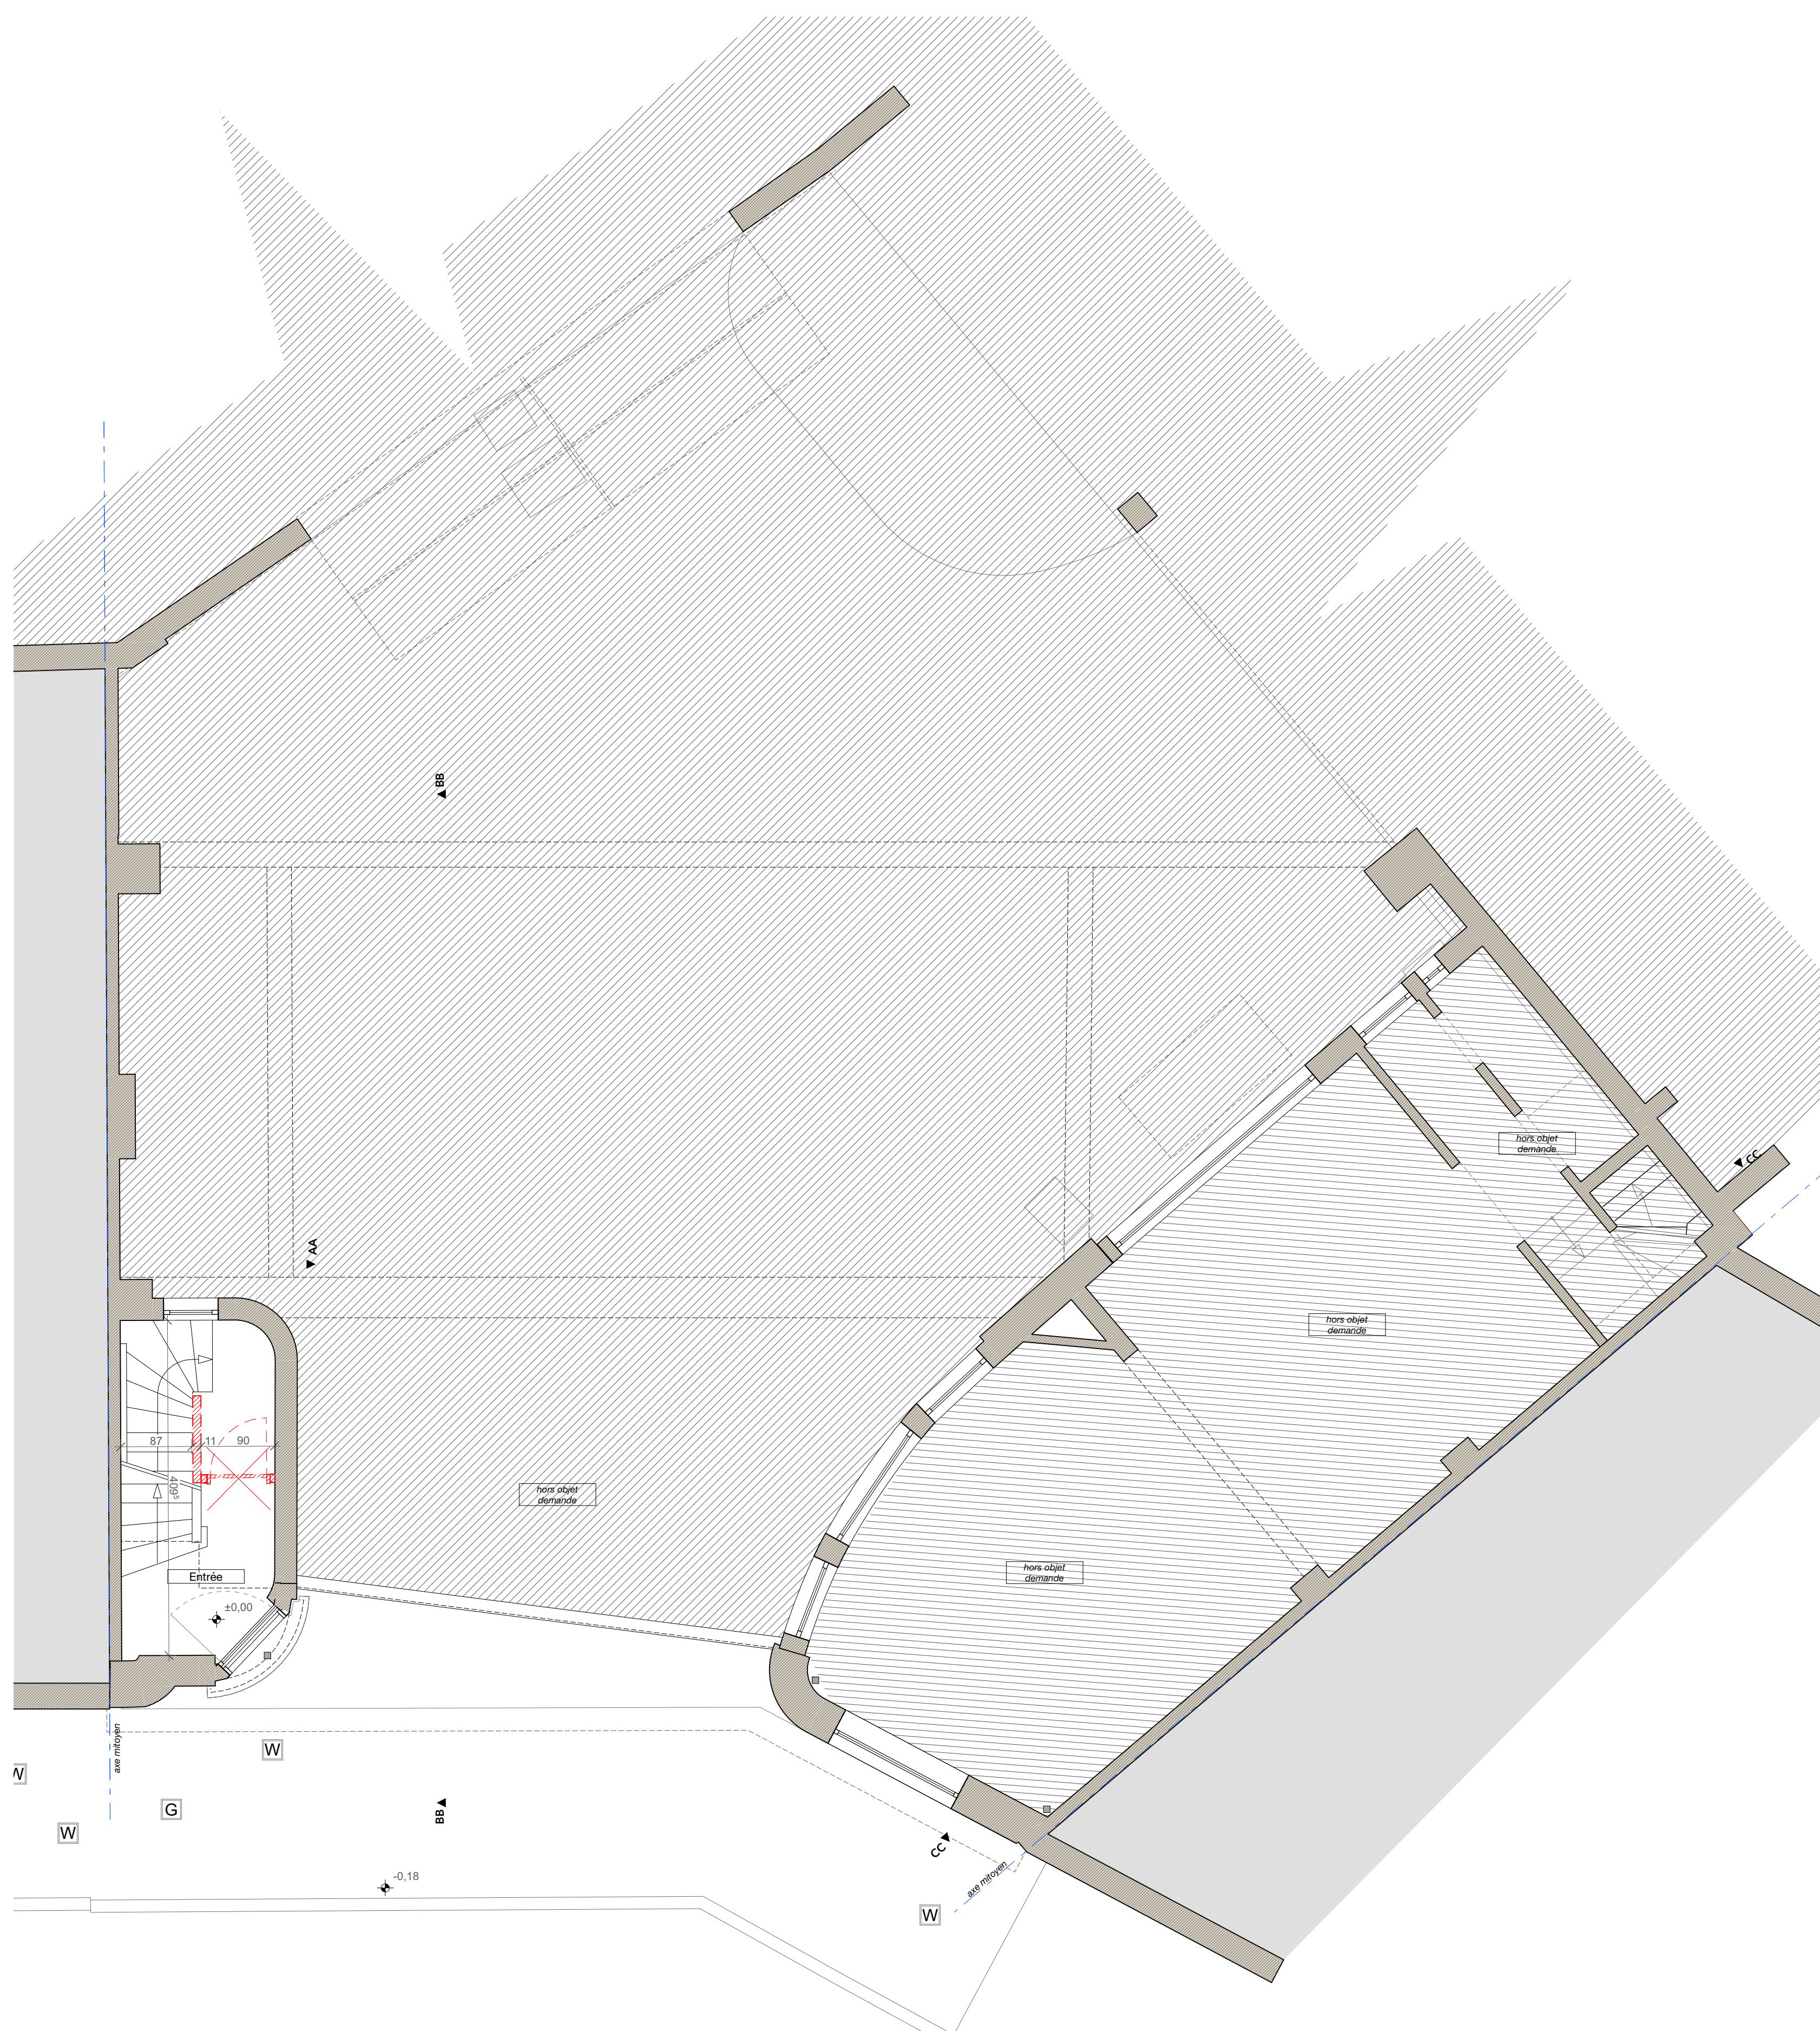 BB
hors objet
demande
CC
AA
hors objet
demande
87
11
90
409⁵
hors objet
demande
hors objet
demande
Entrée
±0,00
axe mitoyen
W
W
G
BB
W
CC
-0,18
axe mitoyen
W